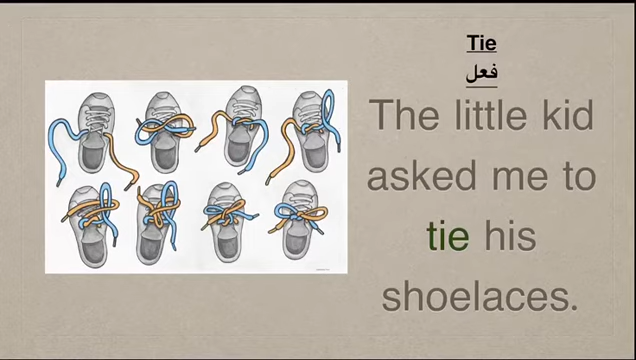 Tie
فعل
The little kid
asked me to
tie his
shoelaces.